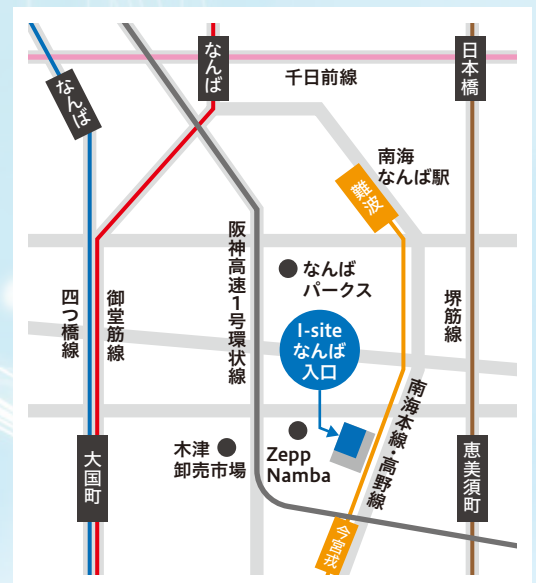 なんば
なんば
日本橋
千日前線
南海
なんば駅
難波
阪神高速1号環状線
なんば
パークス
堺筋線
四つ橋線
御堂筋線
I-site
なんば
入口
南海本線・高野線
大国町
木津
卸売市場
Zepp
Namba
恵美須町
今宮戎